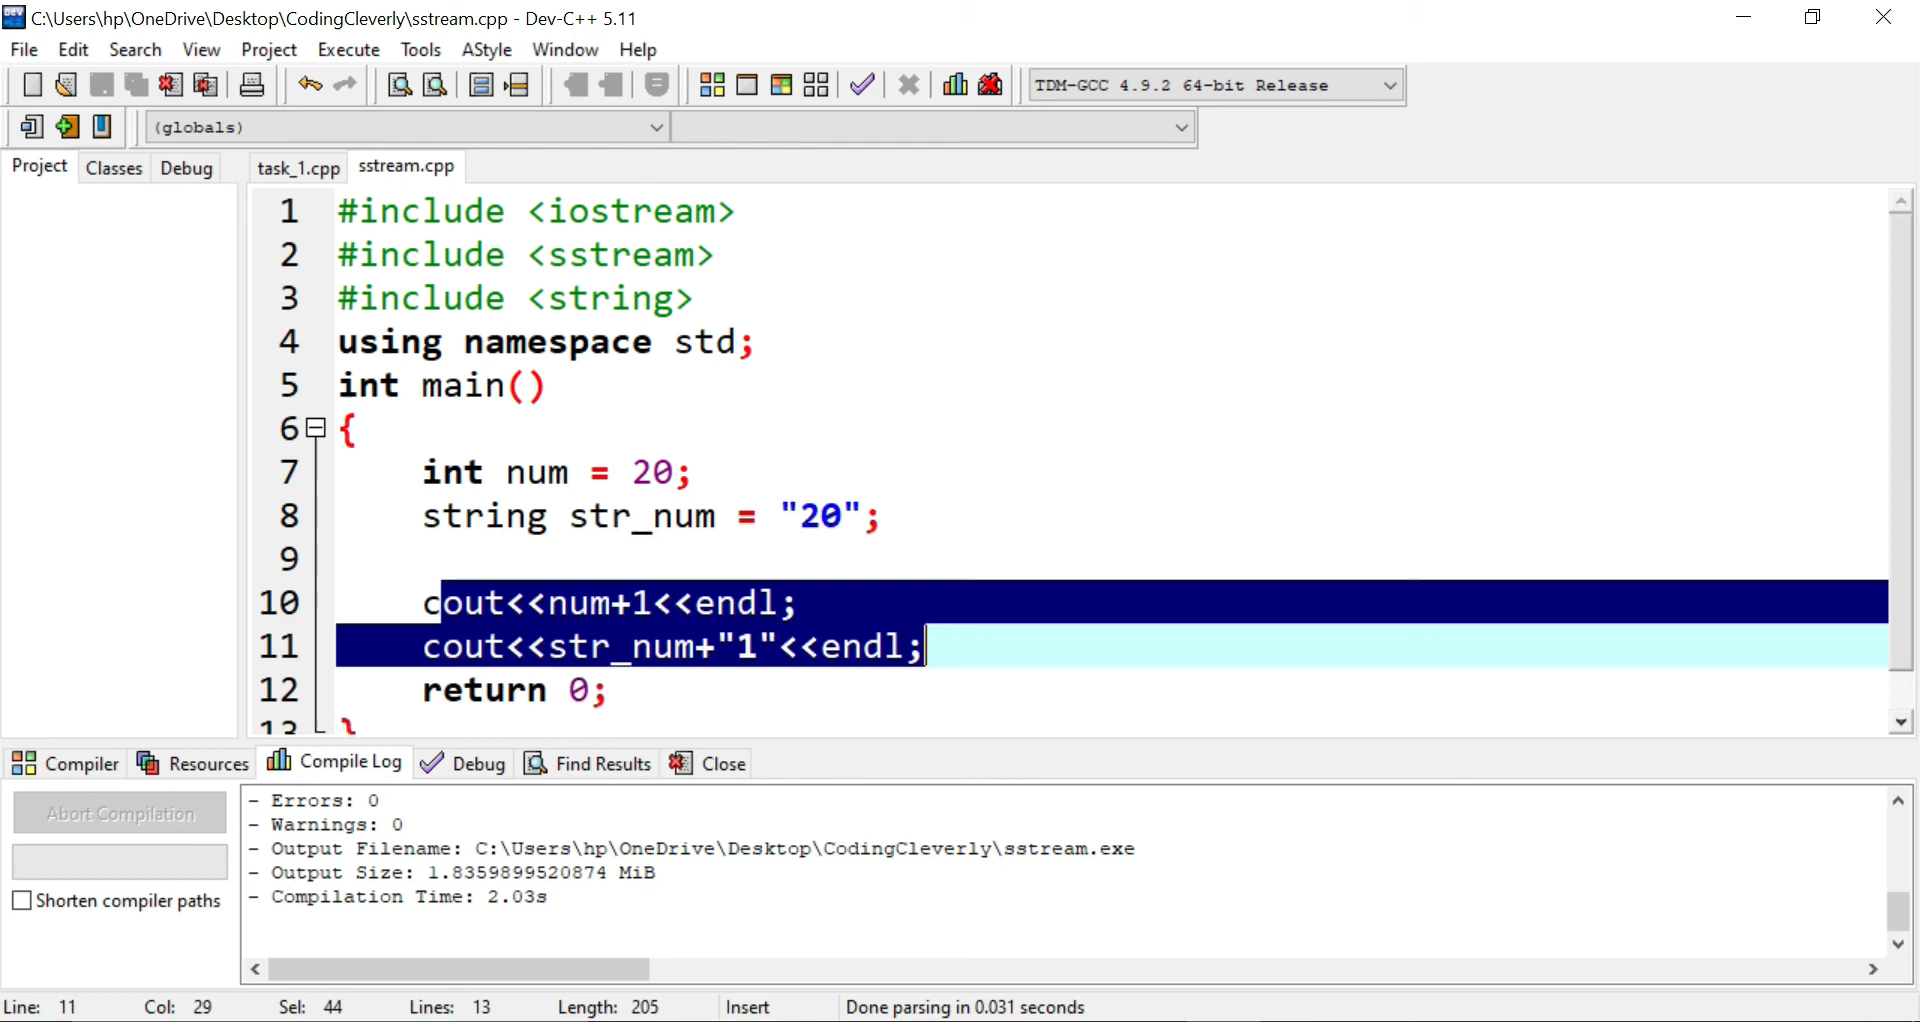 C:\Users\hp\OneDrive\Desktop\CodingCleverly\sstream.cpp - Dev-C++ 5.11
File Edit Search View Project Execute Tools AStyle Window Help
TDM-GCC 4.9.2 64-bit Release
(globals)
Project Classes Debug task_1.cpp sstream.cpp
1 #include <iostream>
2 #include <sstream>
3 #include <string>
4 using namespace std;
5 int main()
6 {
7 int num = 20;
8 string str_num = "20";
9
10 cout<<num+1<<endl;
11 cout<<str_num+"1"<<endl;
12 return 0;
13 }
Compiler Resources Compile Log Debug Find Results Close
Abort Compilation
Shorten compiler paths
- Errors: 0
- Warnings: 0
- Output Filename: C:\Users\hp\OneDrive\Desktop\CodingCleverly\sstream.exe
- Output Size: 1.8359899520874 MiB
- Compilation Time: 2.03s
Line: 11 Col: 29 Sel: 44 Lines: 13 Length: 205 Insert Done parsing in 0.031 seconds